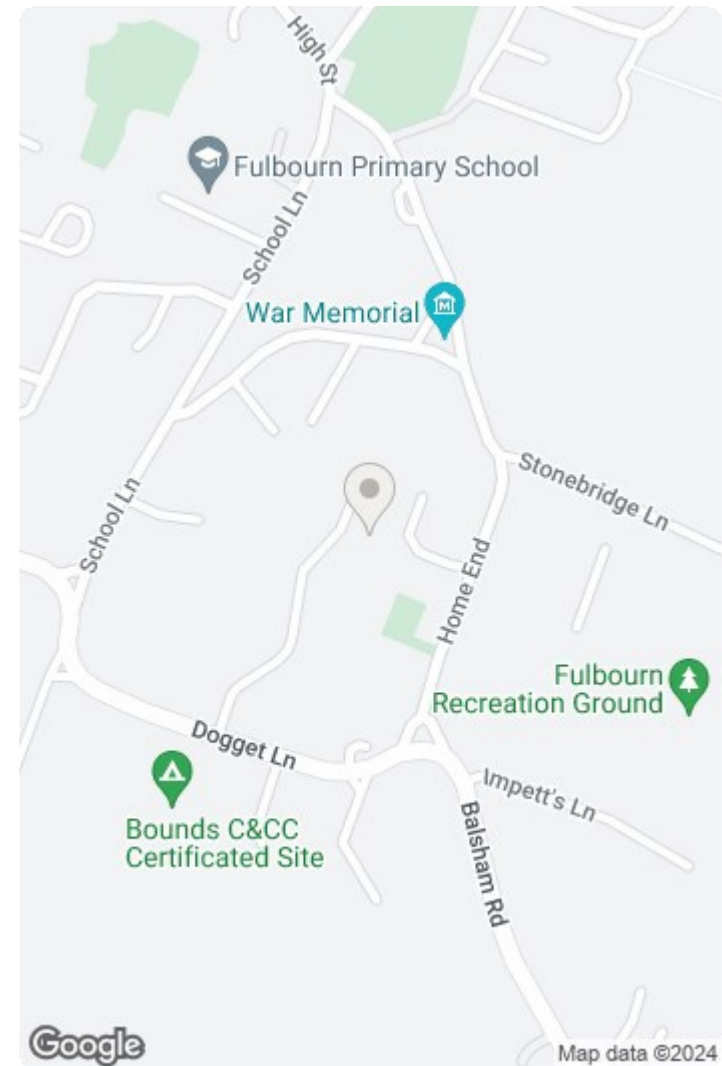 High St
Fulbourn Primary School
School Ln
War Memorial
M
Stonebridge Ln
School Ln
Home End
Fulbourn
Recreation Ground
Dogget Ln
Impett's Ln
Bounds C&CC
Certificated Site
Balsham Rd
Google
Map data ©2024